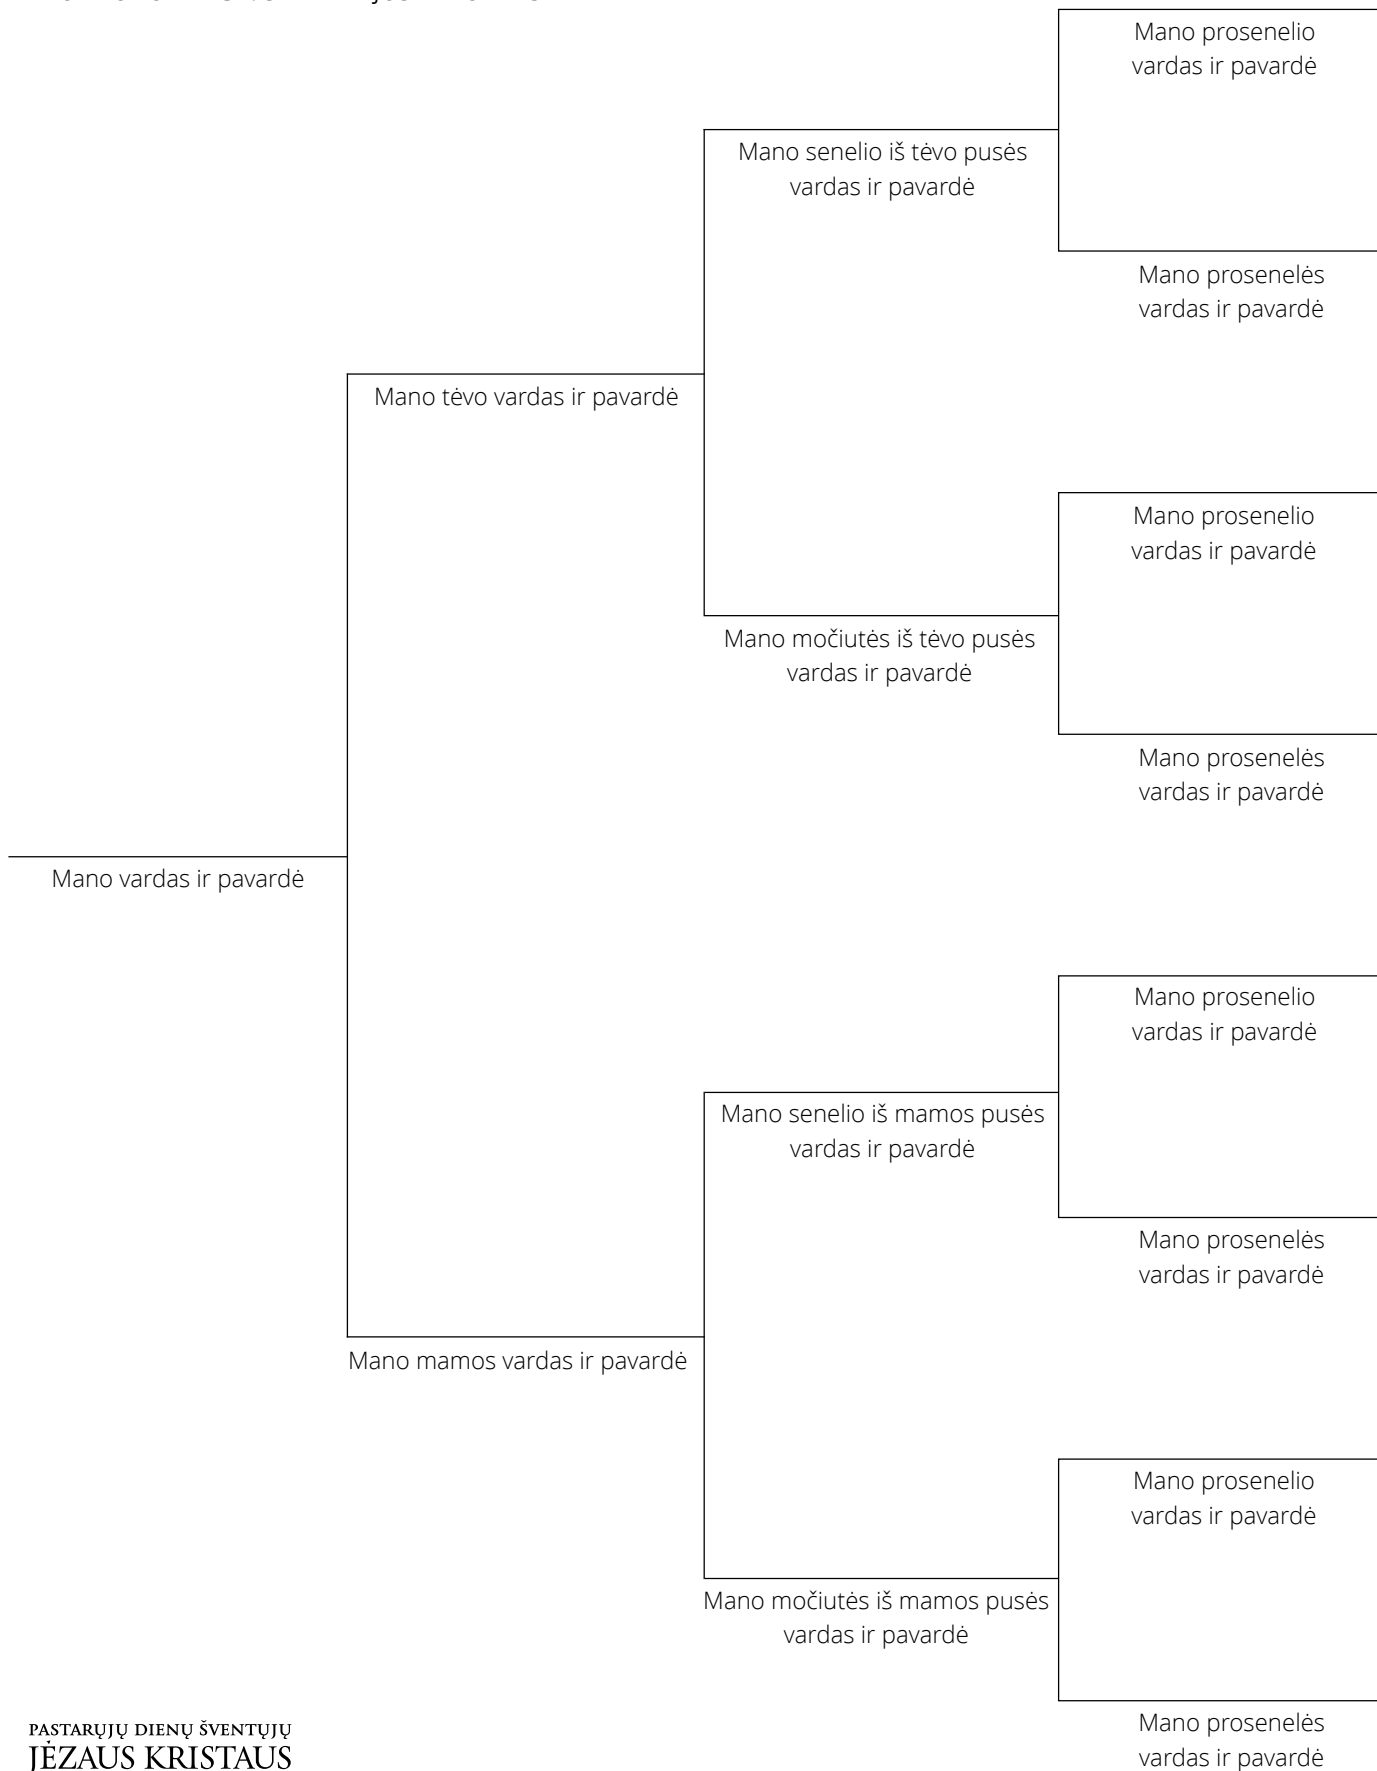 Mano prosenelio
vardas ir pavardė
Mano senelio iš tėvo pusės
vardas ir pavardė
Mano prosenelės
vardas ir pavardė
Mano tėvo vardas ir pavardė
Mano prosenelio
vardas ir pavardė
Mano močiutės iš tėvo pusės
vardas ir pavardė
Mano prosenelės
vardas ir pavardė
Mano vardas ir pavardė
Mano prosenelio
vardas ir pavardė
Mano senelio iš mamos pusės
vardas ir pavardė
Mano prosenelės
vardas ir pavardė
Mano mamos vardas ir pavardė
Mano prosenelio
vardas ir pavardė
Mano močiutės iš mamos pusės
vardas ir pavardė
Mano prosenelės
vardas ir pavardė
PASTARŲJŲ DIENŲ ŠVENTŲJŲ
JĖZAUS KRISTAUS